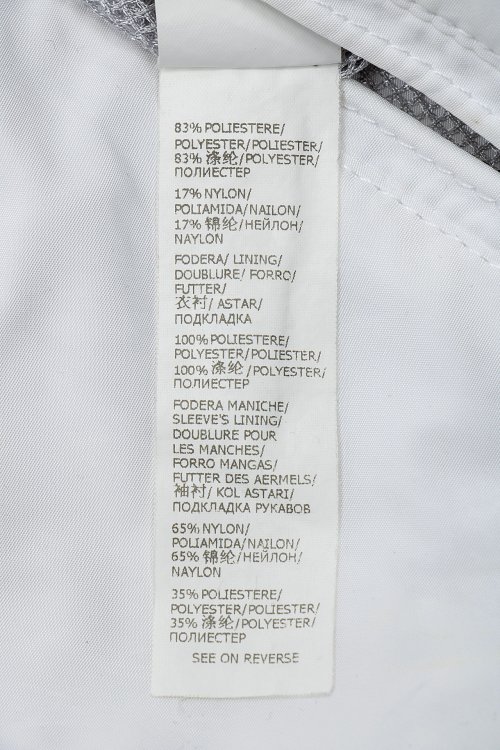 83% POLIESTERE/
POLYESTER/POLIESTER/
83% 涤纶/POLYESTER/
ПОЛИЕСТЕР
17% NYLON/
POLIAMIDA/NAILON/
17% 锦纶/НЕЙЛОН/
NAYLON
FODERA/ LINING/
DOUBLURE/ FORRO/
FUTTER/
衣衬/ ASTAR/
ПОДКЛАДКА
100% POLIESTERE/
POLYESTER/POLIESTER/
100% 涤纶/POLYESTER/
ПОЛИЕСТЕР
FODERA MANICHE/
SLEEVE'S LINING/
DOUBLURE POUR
LES MANCHES/
FORRO MANGAS/
FUTTER DES AERMELS/
袖衬/ KOL ASTARI/
ПОДКЛАДКА РУКАВОВ
65% NYLON/
POLIAMIDA/NAILON/
65% 锦纶/НЕЙЛОН/
NAYLON
35% POLIESTERE/
POLYESTER/POLIESTER/
35% 涤纶/POLYESTER/
ПОЛИЕСТЕР
SEE ON REVERSE